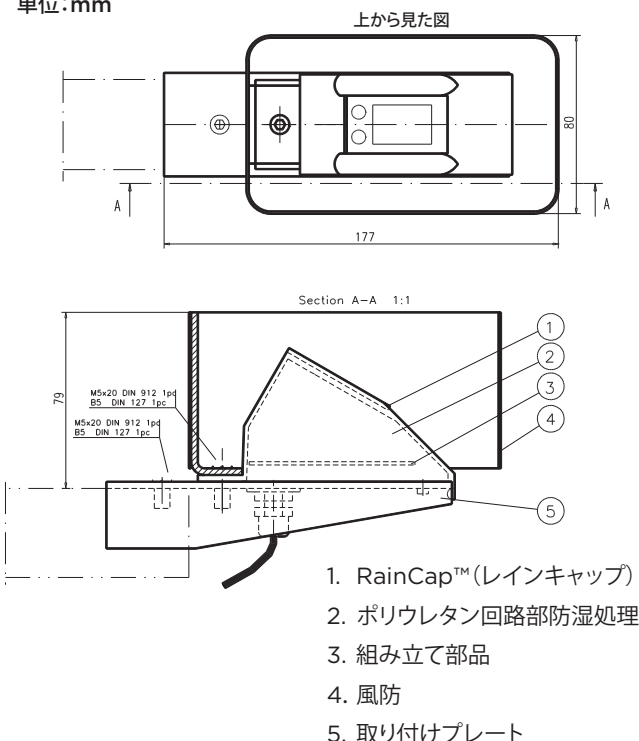 単位：mm
上から見た図
80
A
A
177
Section A-A 1:1
79
M5x20 DIN 912 1pc
B5 DIN 127 1pc
M5x20 DIN 912 1pc
B5 DIN 127 1pc
1
2
3
4
5
1. RainCap™（レインキャップ）
2. ポリウレタン回路部防湿処理
3. 組み立て部品
4. 風防
5. 取り付けプレート